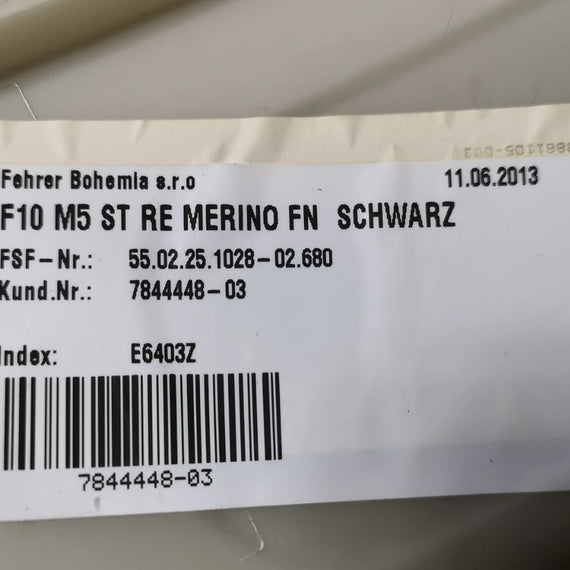 Fehrer Bohemia s.r.o 11.06.2013
F10 M5 ST RE MERINO FN SCHWARZ
FSF-Nr.: 55.02.25.1028-02.680
Kund.Nr.: 7844448-03
Index: E6403Z
7844448-03